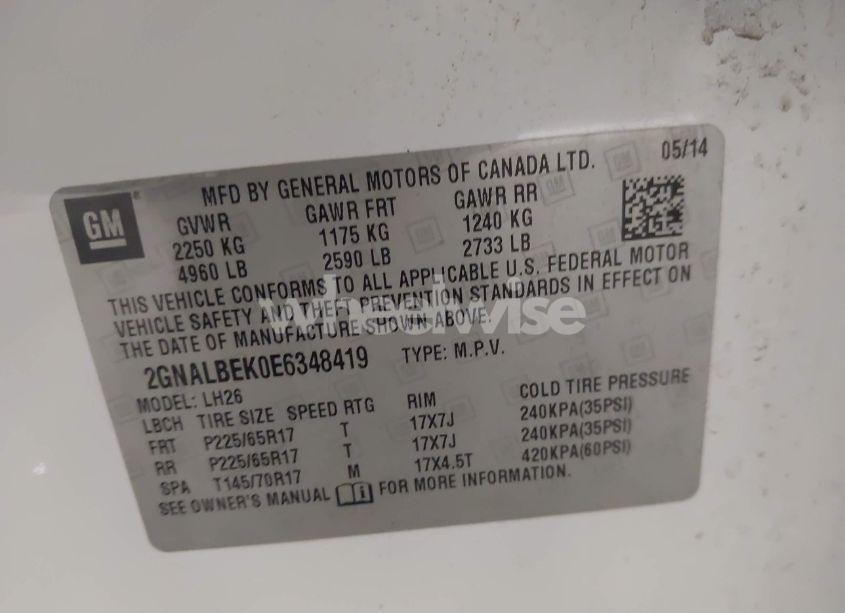 MFD BY GENERAL MOTORS OF CANADA LTD. 05/14
GM
GVWR GAWR FRT GAWR RR
2250 KG 1175 KG 1240 KG
4960 LB 2590 LB 2733 LB
THIS VEHICLE CONFORMS TO ALL APPLICABLE U.S. FEDERAL MOTOR
VEHICLE SAFETY AND THEFT PREVENTION STANDARDS IN EFFECT ON
THE DATE OF MANUFACTURE SHOWN ABOVE.
wheelwise
2GNALBEK0E6348419 TYPE: M.P.V.
MODEL: LH26
LBCH TIRE SIZE SPEED RTG RIM COLD TIRE PRESSURE
FRT P225/65R17 T 17X7J 240KPA(35PSI)
RR P225/65R17 T 17X7J 240KPA(35PSI)
SPA T145/70R17 M 17X4.5T 420KPA(60PSI)
SEE OWNER'S MANUAL FOR MORE INFORMATION.